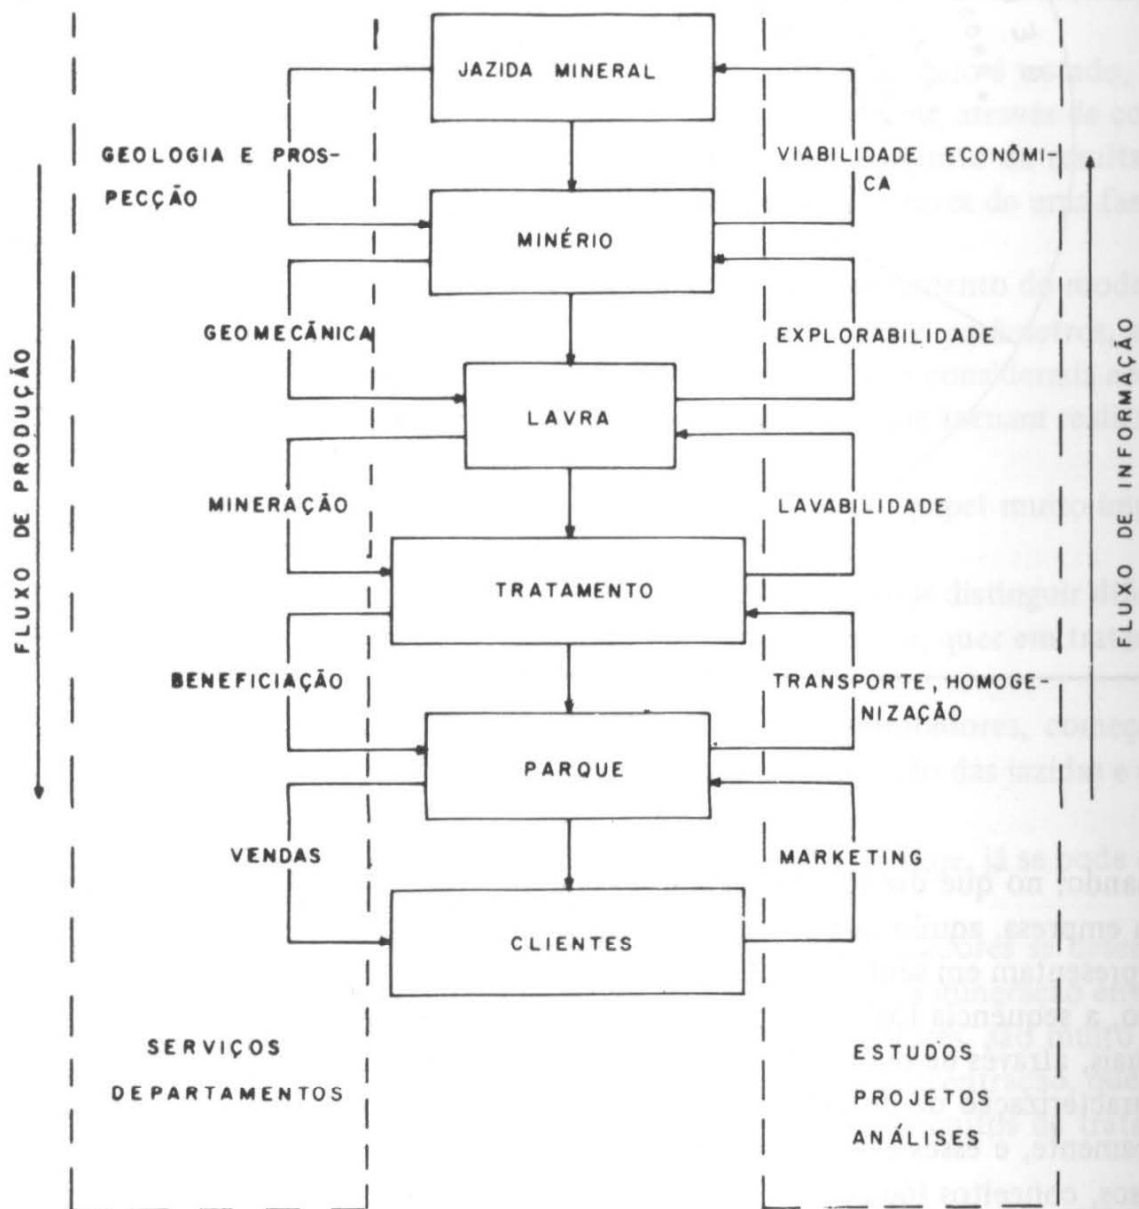 JAZIDA MINERAL
GEOLOGIA E PROS-
PECÇÃO
VIABILIDADE ECONÔMI-
CA
MINÉRIO
GEOMECÂNICA
EXPLORABILIDADE
LAVRA
MINERAÇÃO
LAVABILIDADE
TRATAMENTO
BENEFICIAÇÃO
TRANSPORTE, HOMOGE-
NIZAÇÃO
PARQUE
VENDAS
MARKETING
CLIENTES
SERVIÇOS
DEPARTAMENTOS
ESTUDOS
PROJETOS
ANÁLISES
FLUXO DE PRODUÇÃO
FLUXO DE INFORMAÇÃO